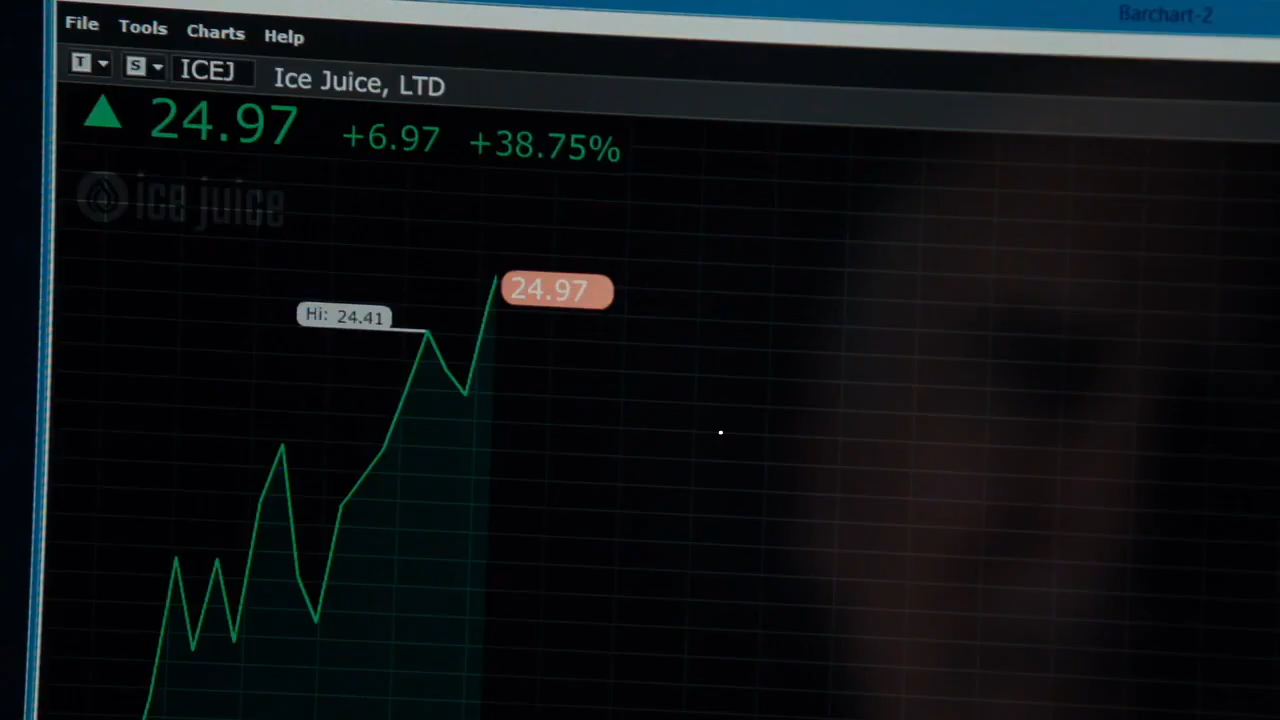 Barchart-2
File Tools Charts Help
T S ICEJ Ice Juice, LTD
24.97 +6.97 +38.75%
ice juice
24.97
Hi: 24.41